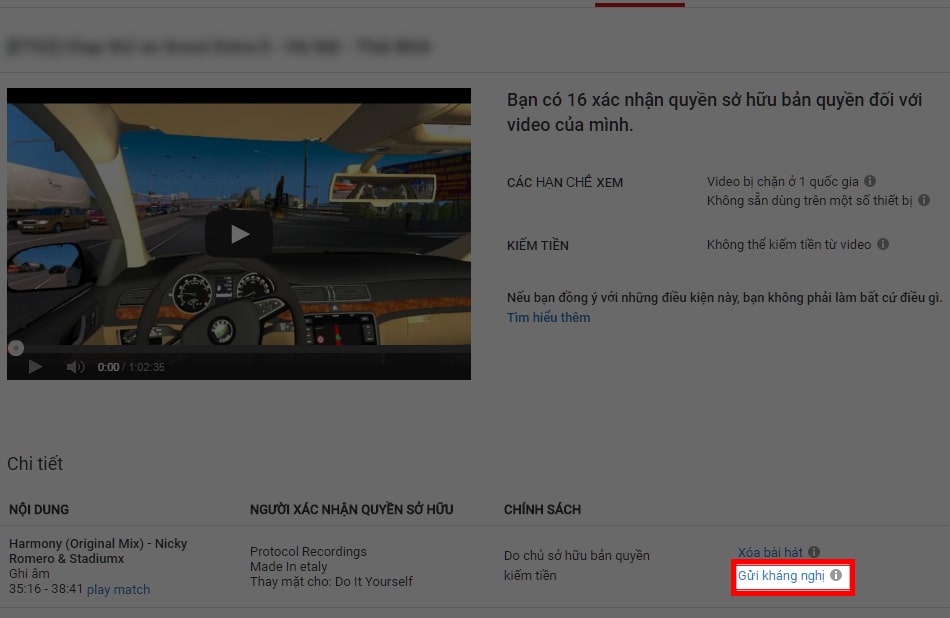 Bạn có 16 xác nhận quyền sở hữu bản quyền đối với
video của mình.
CÁC HẠN CHẾ XEM
Video bị chặn ở 1 quốc gia
Không sẵn dùng trên một số thiết bị
KIẾM TIỀN
Không thể kiếm tiền từ video
Nếu bạn đồng ý với những điều kiện này, bạn không phải làm bất cứ điều gì.
Tìm hiểu thêm
0:00 / 1:02:35
Chi tiết
NỘI DUNG
NGƯỜI XÁC NHẬN QUYỀN SỞ HỮU
CHÍNH SÁCH
Harmony (Original Mix) - Nicky
Romero & Stadiumx
Ghi âm
35:16 - 38:41 play match
Protocol Recordings
Made In etaly
Thay mặt cho: Do It Yourself
Do chủ sở hữu bản quyền
kiếm tiền
Xóa bài hát
Gửi kháng nghị